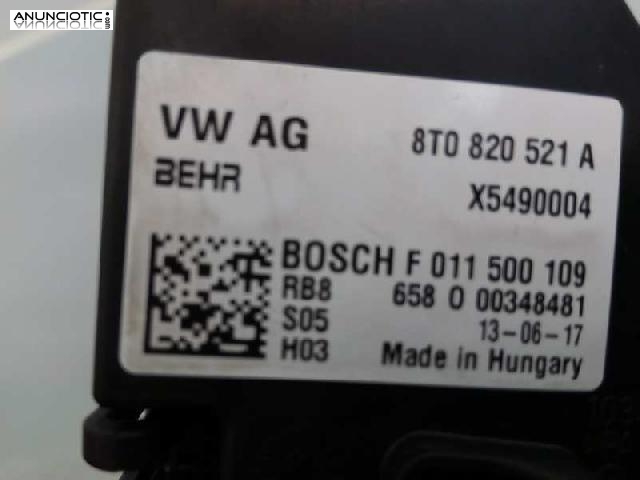 ANUNCIOTIC.com
VW AG
8T0 820 521 A
BEHR
X5490004
BOSCH F 011 500 109
RB8 658 0 00348481
S05 13-06-17
H03 Made in Hungary